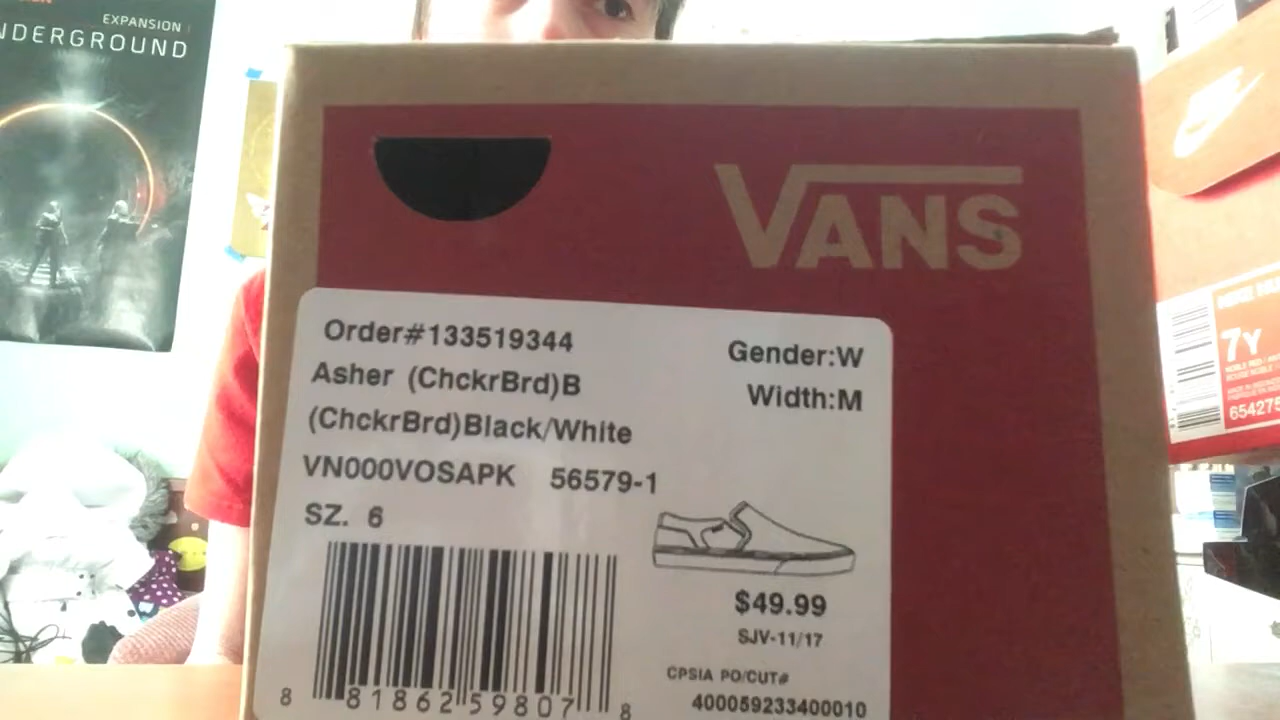 EXPANSION
UNDERGROUND
VANS
Order#133519344
Gender:W
Asher (ChckrBrd)B
Width:M
(ChckrBrd)Black/White
VN000VOSAPK 56579-1
SZ. 6
$49.99
SJV-11/17
CPSIA PO/CUT#
400059233400010
8 81862 59807 8
7Y
654275